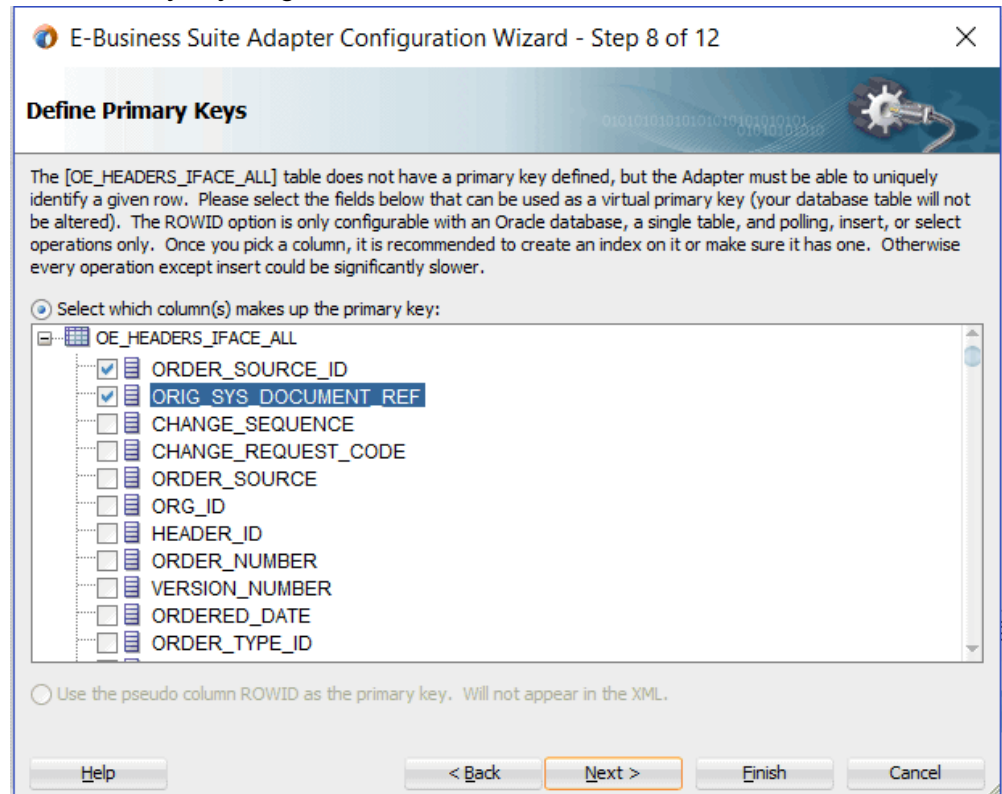 E-Business Suite Adapter Configuration Wizard - Step 8 of 12
Define Primary Keys
The [OE_HEADERS_IFACE_ALL] table does not have a primary key defined, but the Adapter must be able to uniquely
identify a given row. Please select the fields below that can be used as a virtual primary key (your database table will not
be altered). The ROWID option is only configurable with an Oracle database, a single table, and polling, insert, or select
operations only. Once you pick a column, it is recommended to create an index on it or make sure it has one. Otherwise
every operation except insert could be significantly slower.
Select which column(s) makes up the primary key:
OE_HEADERS_IFACE_ALL
ORDER_SOURCE_ID
ORIG_SYS_DOCUMENT_REF
CHANGE_SEQUENCE
CHANGE_REQUEST_CODE
ORDER_SOURCE
ORG_ID
HEADER_ID
ORDER_NUMBER
VERSION_NUMBER
ORDERED_DATE
ORDER_TYPE_ID
Use the pseudo column ROWID as the primary key. Will not appear in the XML.
Help < Back Next > Finish Cancel